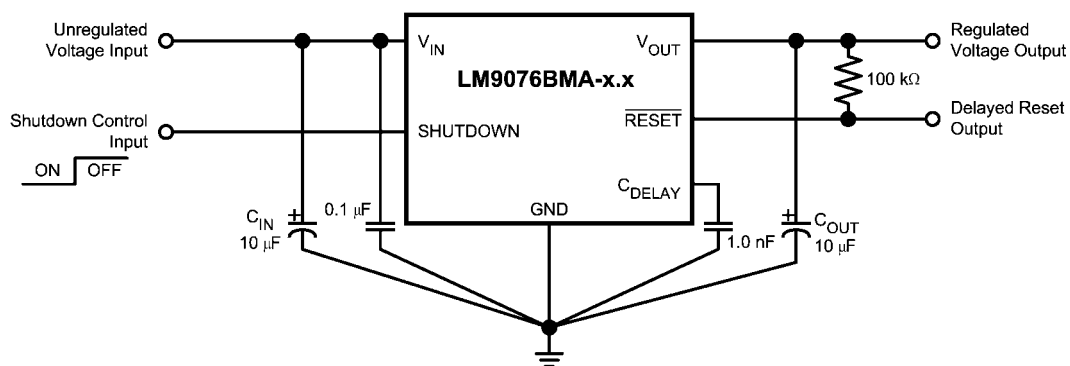 Unregulated
Voltage Input
V_IN
V_OUT
Regulated
Voltage Output
LM9076BMA-x.x
100 kΩ
Shutdown Control
Input
SHUTDOWN
R̅E̅S̅E̅T̅
Delayed Reset
Output
ON
OFF
C_DELAY
GND
C_IN
+
10 µF
0.1 µF
1.0 nF
+
C_OUT
10 µF